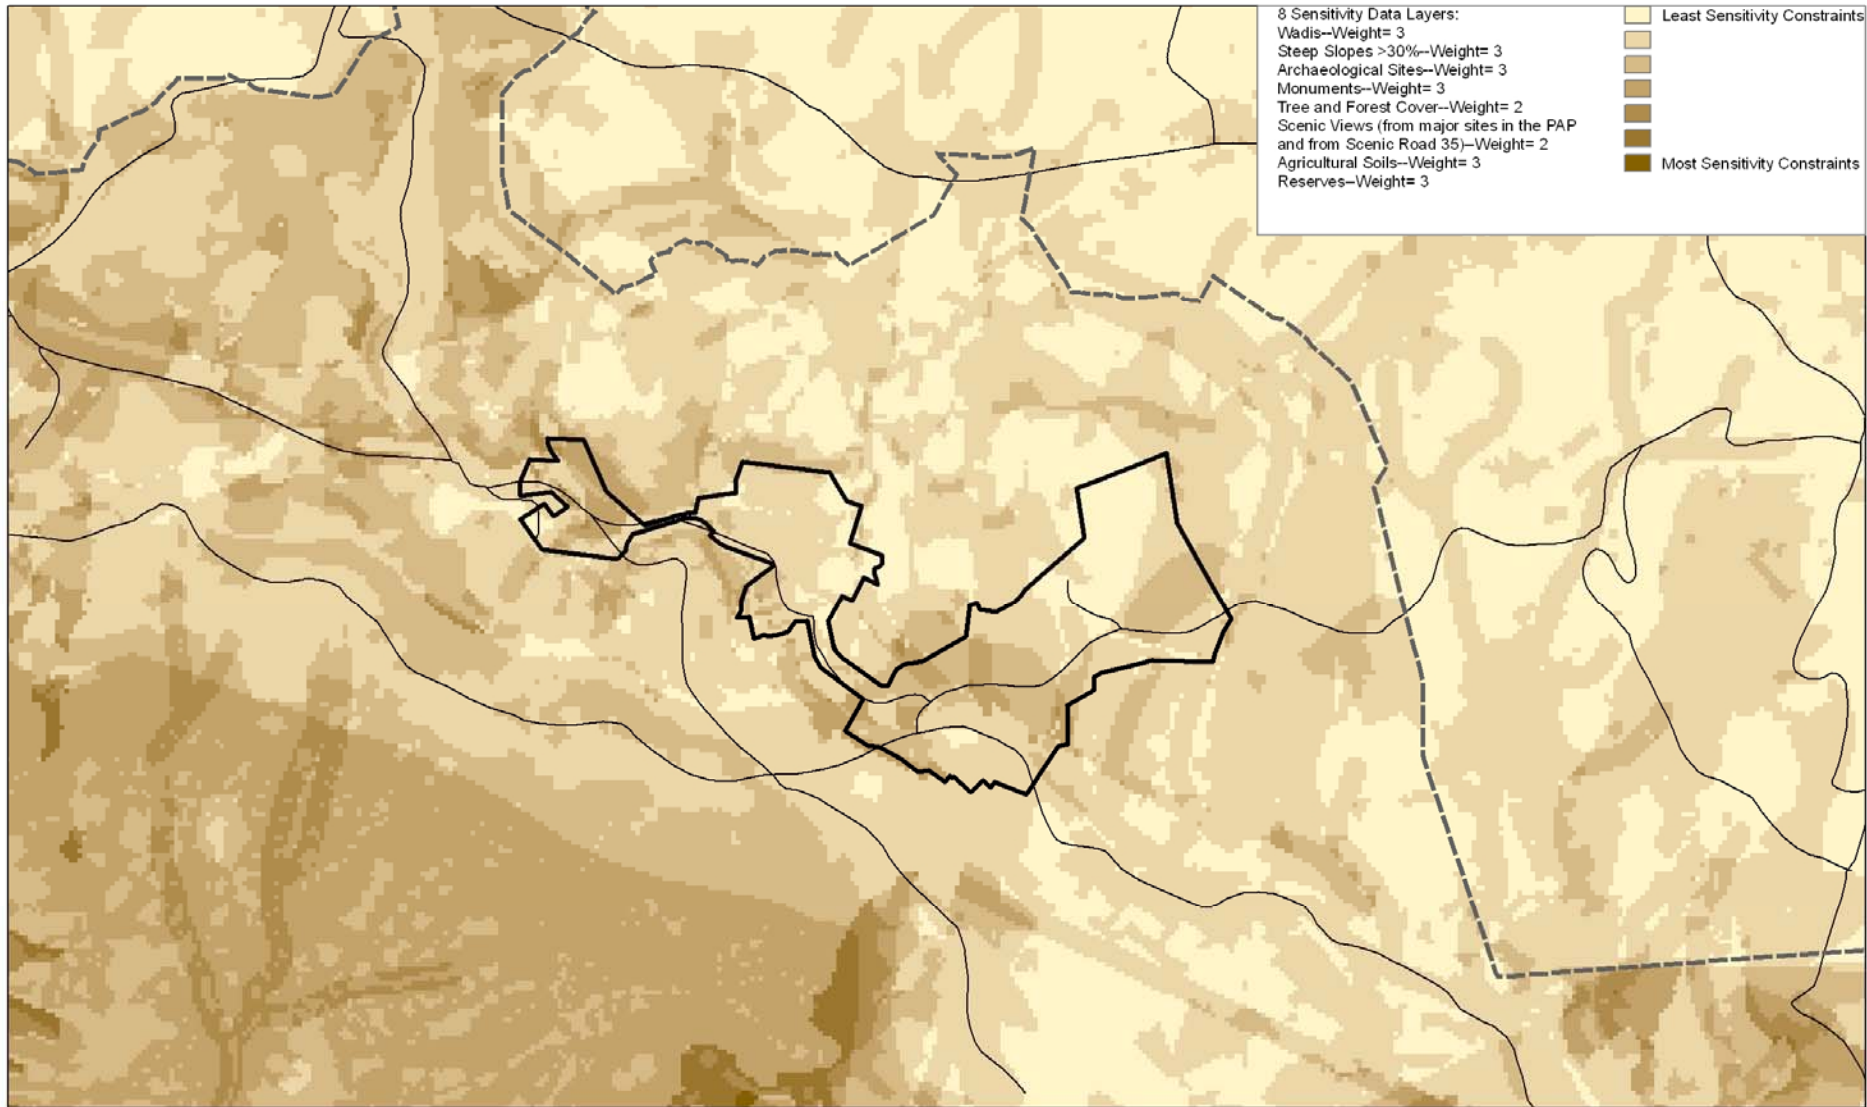 8 Sensitivity Data Layers:
Wadis--Weight= 3
Steep Slopes >30%--Weight= 3
Archaeological Sites--Weight= 3
Monuments--Weight= 3
Tree and Forest Cover--Weight= 2
Scenic Views (from major sites in the PAP
and from Scenic Road 35)--Weight= 2
Agricultural Soils--Weight= 3
Reserves--Weight= 3
Least Sensitivity Constraints
Most Sensitivity Constraints